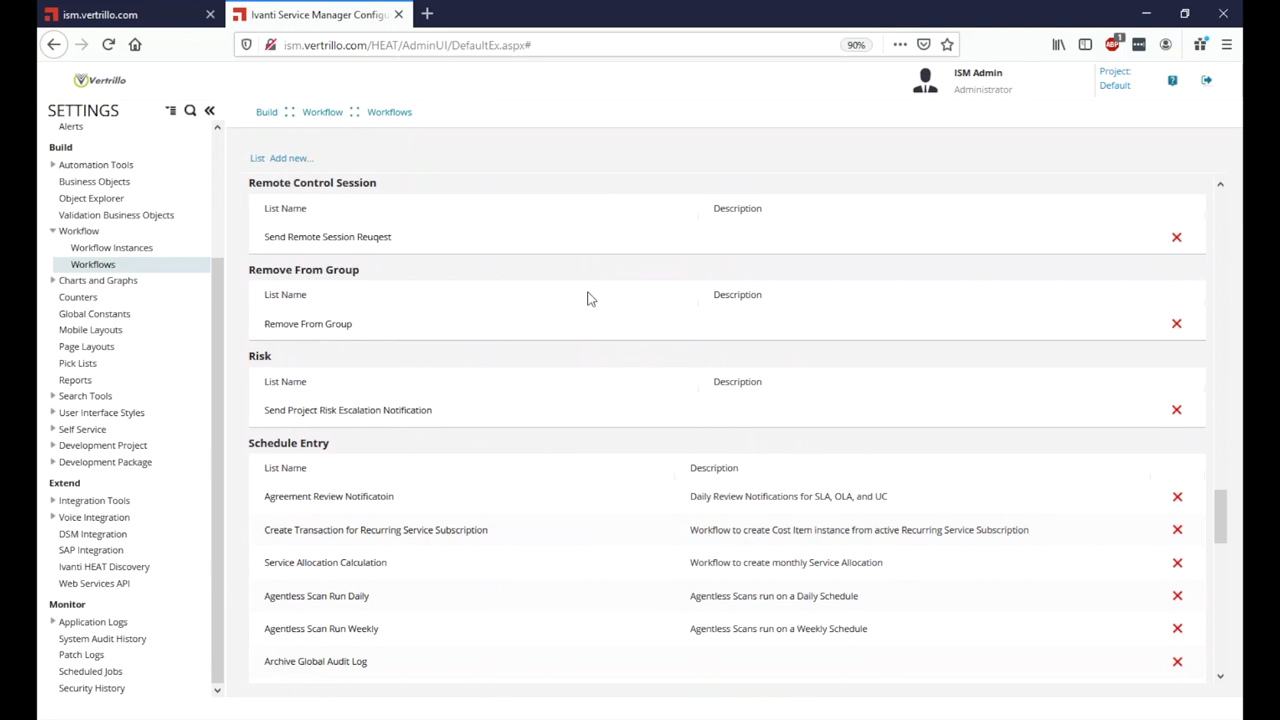 ism.vertrillo.com
Ivanti Service Manager Configu
ism.vertrillo.com/HEAT/AdminUI/DefaultEx.aspx#
90%
ABP
1
Vertrillo
ISM Admin
Administrator
Project:
Default
SETTINGS
Build
Workflow
Workflows
Alerts
Build
Automation Tools
Business Objects
Object Explorer
Validation Business Objects
Workflow
Workflow Instances
Workflows
Charts and Graphs
Counters
Global Constants
Mobile Layouts
Page Layouts
Pick Lists
Reports
Search Tools
User Interface Styles
Self Service
Development Project
Development Package
Extend
Integration Tools
Voice Integration
DSM Integration
SAP Integration
Ivanti HEAT Discovery
Web Services API
Monitor
Application Logs
System Audit History
Patch Logs
Scheduled Jobs
Security History
List Add new...
Remote Control Session
List Name Description
Send Remote Session Reuqest
Remove From Group
List Name Description
Remove From Group
Risk
List Name Description
Send Project Risk Escalation Notification
Schedule Entry
List Name Description
Agreement Review Notificatoin Daily Review Notifications for SLA, OLA, and UC
Create Transaction for Recurring Service Subscription Workflow to create Cost Item instance from active Recurring Service Subscription
Service Allocation Calculation Workflow to create monthly Service Allocation
Agentless Scan Run Daily Agentless Scans run on a Daily Schedule
Agentless Scan Run Weekly Agentless Scans run on a Weekly Schedule
Archive Global Audit Log